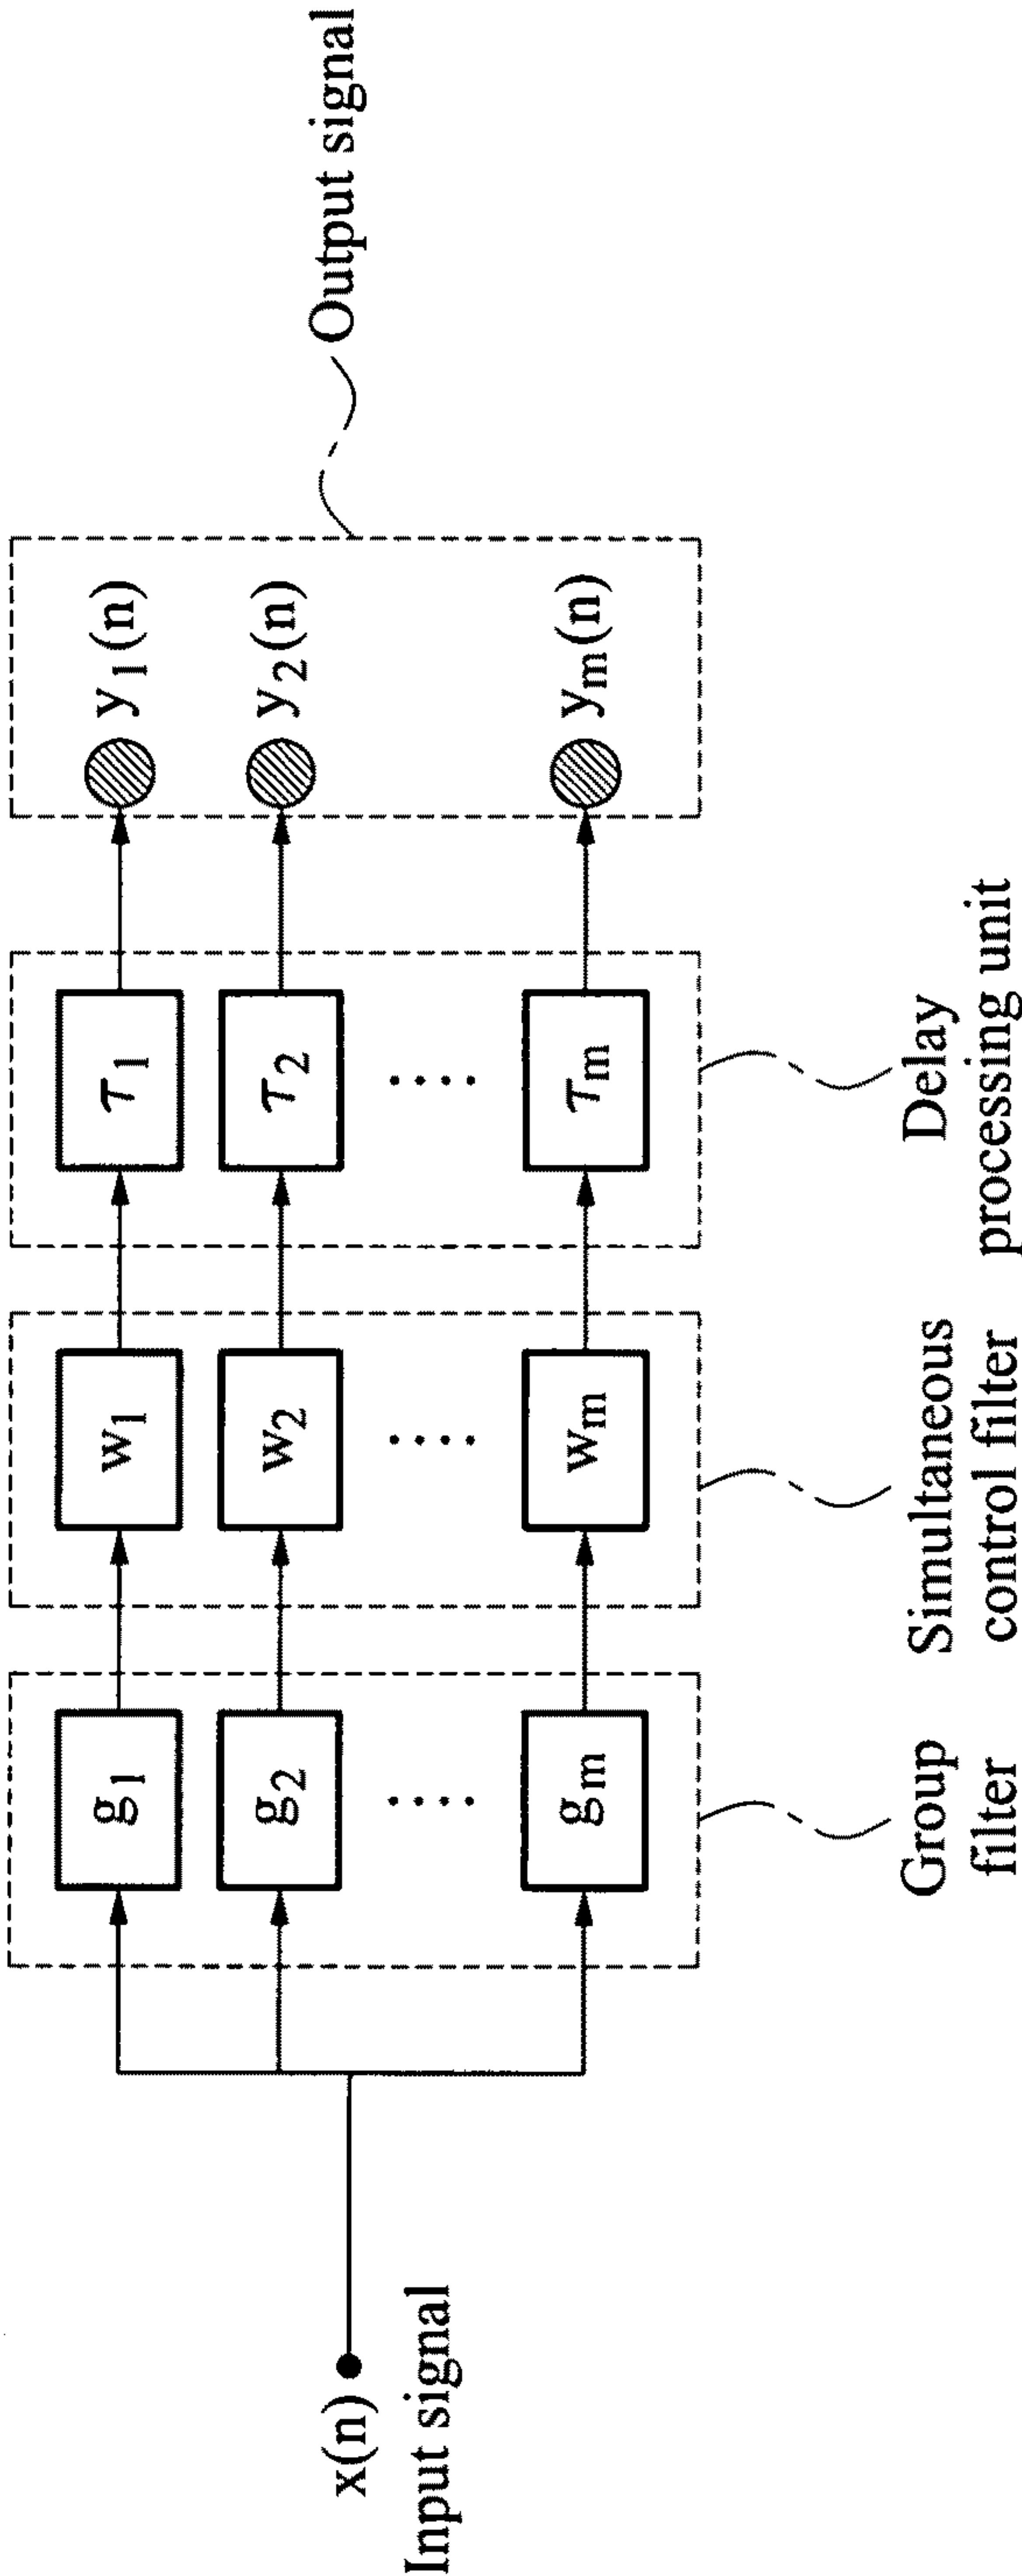 x(n)
Input signal
g1
g2
....
gm
Group
filter
w1
w2
....
wm
Simultaneous
control filter
τ1
τ2
....
τm
Delay
processing unit
y1(n)
y2(n)
ym(n)
Output signal